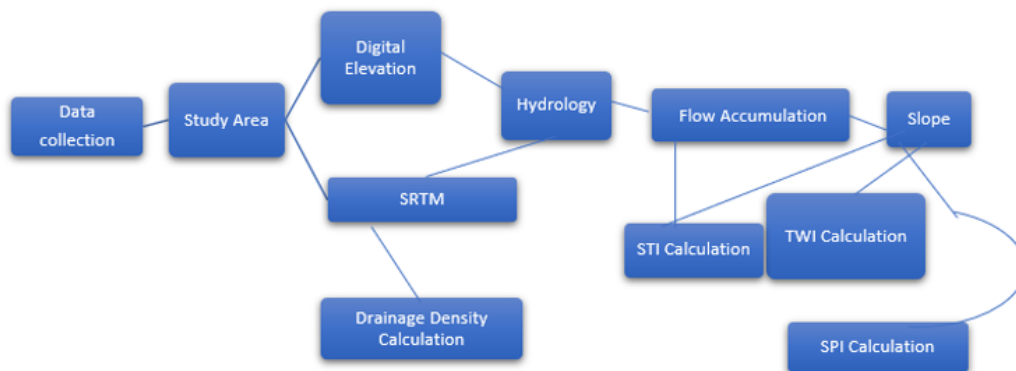 Data
collection
Study Area
Digital
Elevation
SRTM
Drainage Density
Calculation
Hydrology
Flow Accumulation
Slope
STI Calculation
TWI Calculation
SPI Calculation